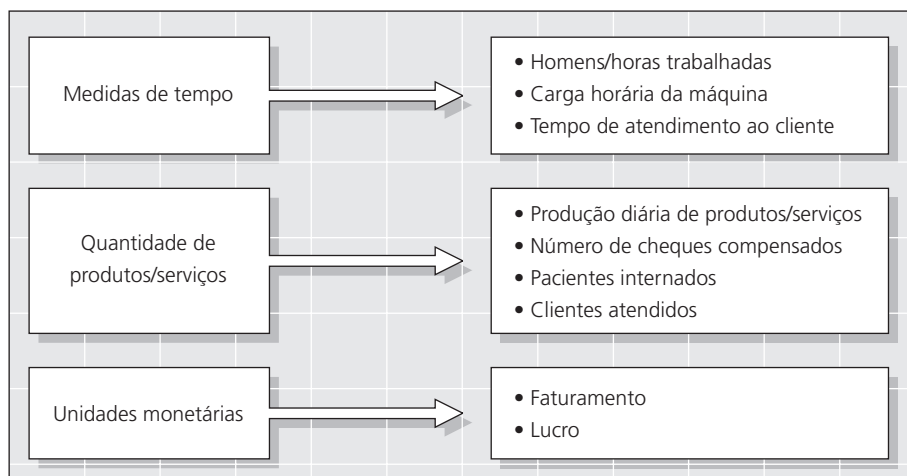 Medidas de tempo
• Homens/horas trabalhadas
• Carga horária da máquina
• Tempo de atendimento ao cliente
Quantidade de
produtos/serviços
• Produção diária de produtos/serviços
• Número de cheques compensados
• Pacientes internados
• Clientes atendidos
Unidades monetárias
• Faturamento
• Lucro